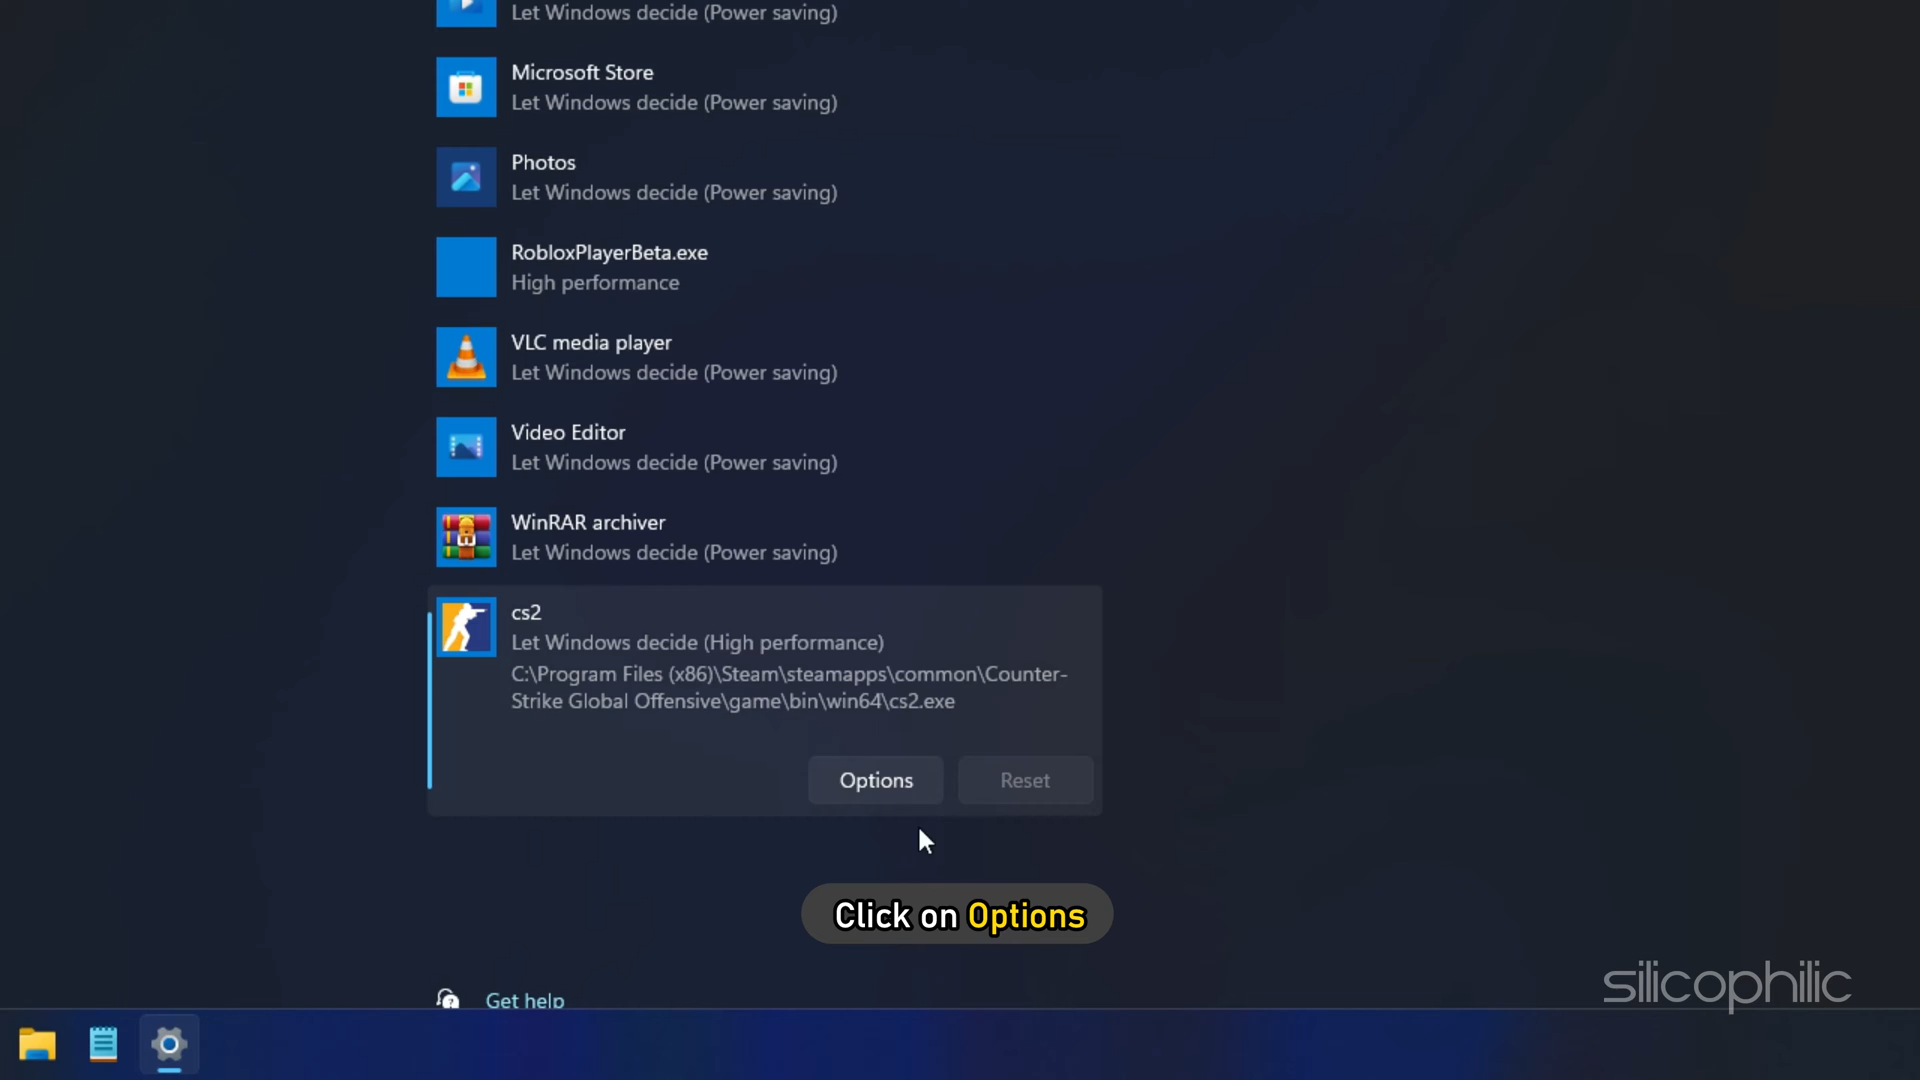 Let Windows decide (Power saving)
Microsoft Store
Let Windows decide (Power saving)
Photos
Let Windows decide (Power saving)
RobloxPlayerBeta.exe
High performance
VLC media player
Let Windows decide (Power saving)
Video Editor
Let Windows decide (Power saving)
WinRAR archiver
Let Windows decide (Power saving)
cs2
Let Windows decide (High performance)
C:\Program Files (x86)\Steam\steamapps\common\Counter-
Strike Global Offensive\game\bin\win64\cs2.exe
Options
Reset
Click on Options
silicophilic
Get help